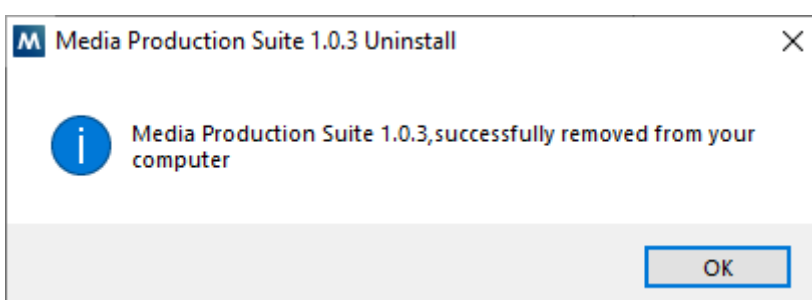 M Media Production Suite 1.0.3 Uninstall
i Media Production Suite 1.0.3,successfully removed from your
computer
OK